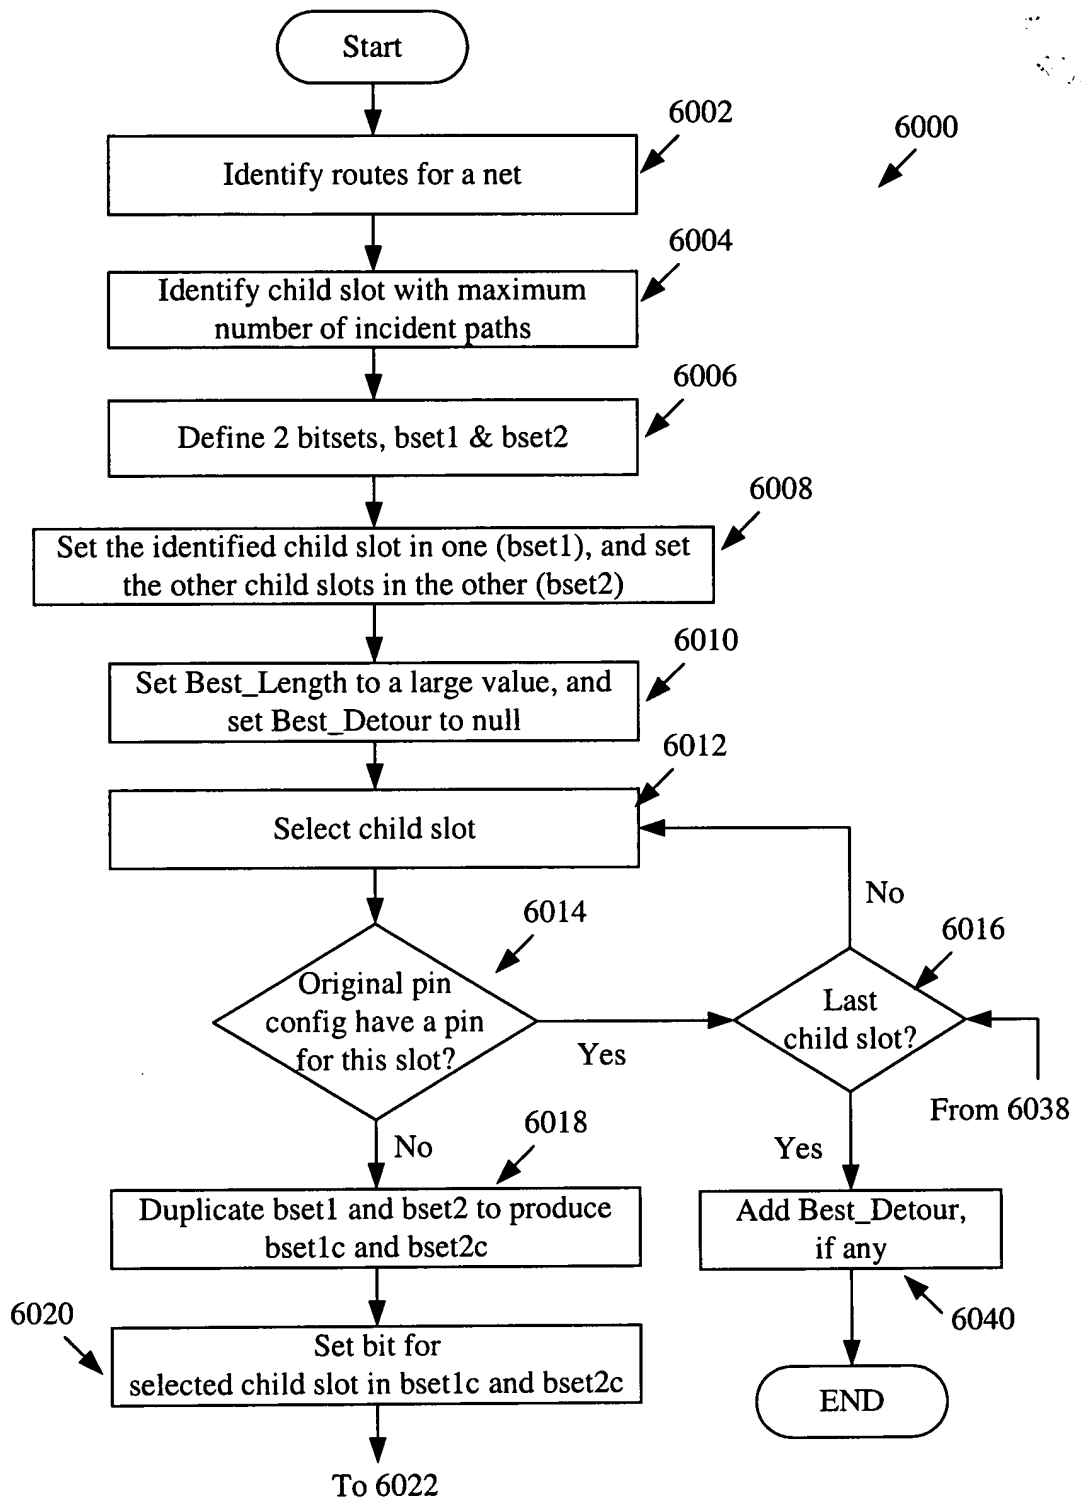 Start
6002
6000
Identify routes for a net
6004
Identify child slot with maximum
number of incident paths
6006
Define 2 bitsets, bset1 & bset2
6008
Set the identified child slot in one (bset1), and set
the other child slots in the other (bset2)
6010
Set Best_Length to a large value, and
set Best_Detour to null
6012
Select child slot
No
6014
6016
Original pin
config have a pin
for this slot?
Last
child slot?
Yes
From 6038
6018
No
Yes
Duplicate bset1 and bset2 to produce
bset1c and bset2c
Add Best_Detour,
if any
6020
6040
Set bit for
selected child slot in bset1c and bset2c
END
To 6022